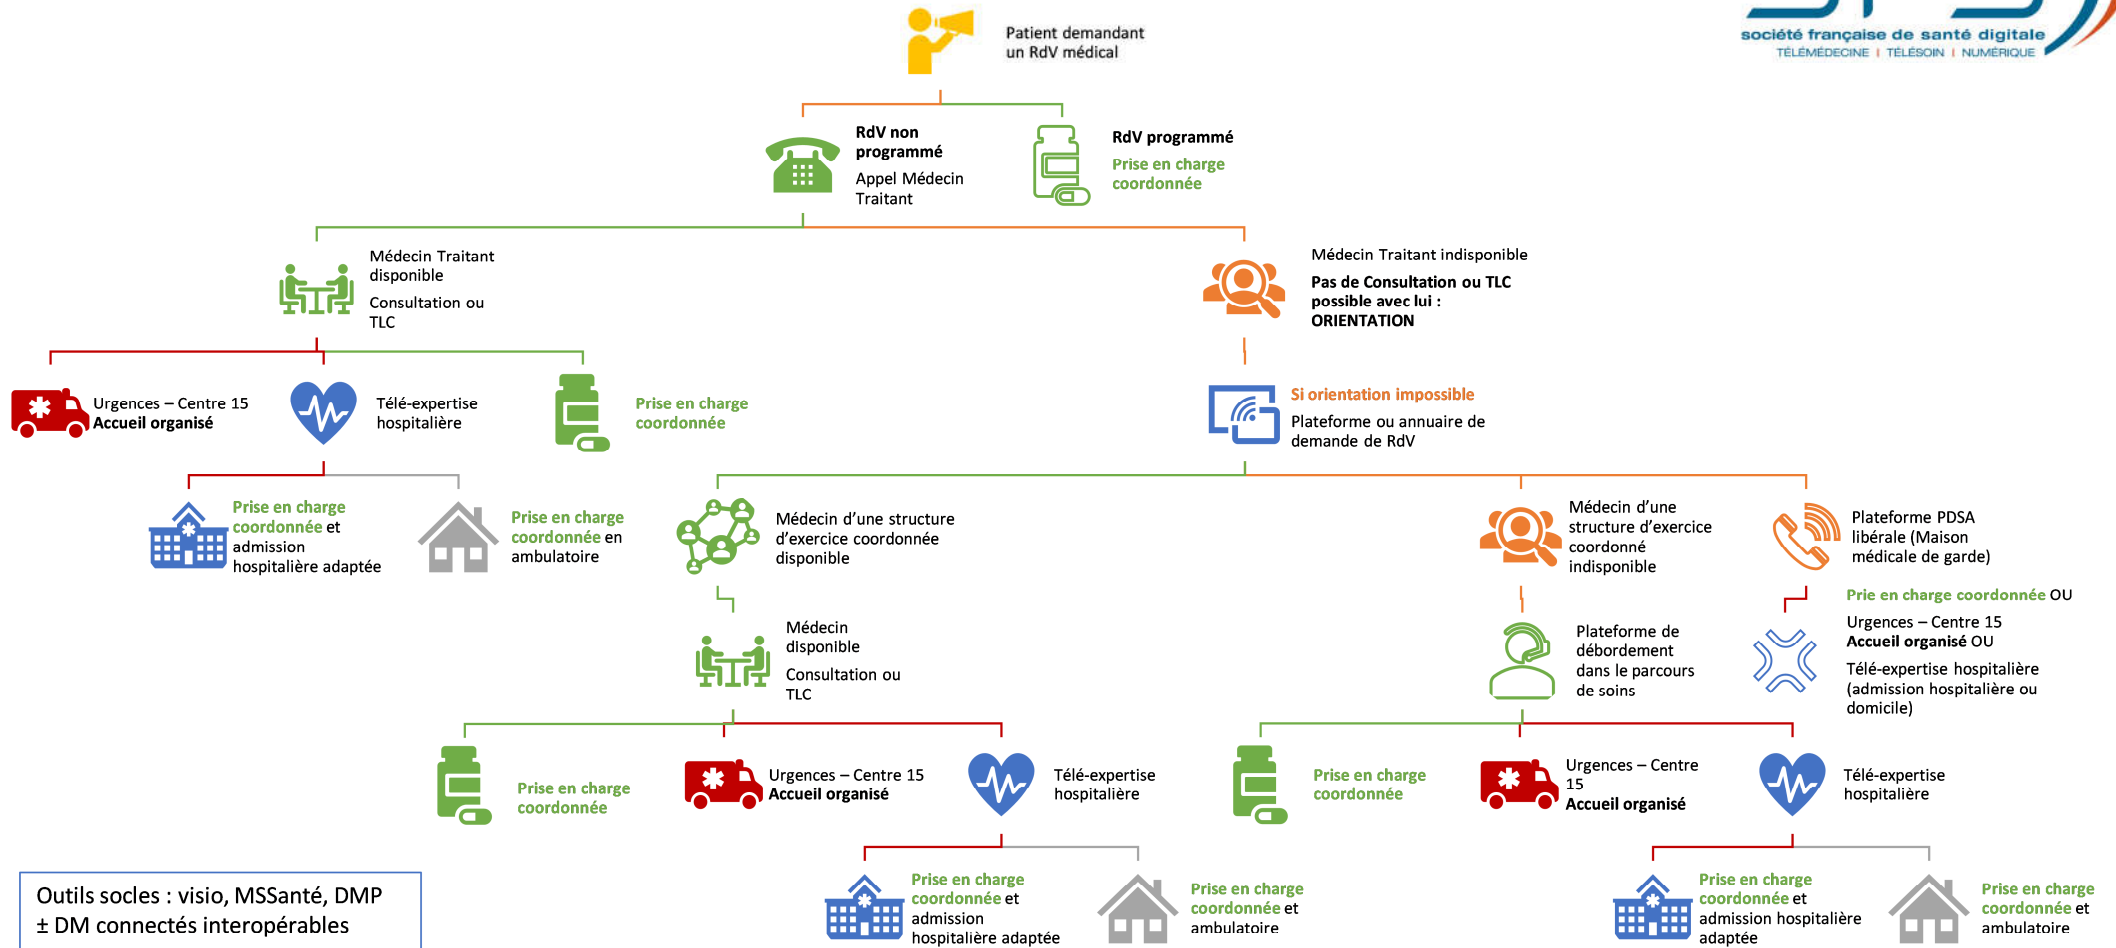 société française de santé digitale
TÉLÉMÉDECINE | TÉLÉSOIN | NUMÉRIQUE
Patient demandant
un RdV médical
RdV non
programmé
Appel Médecin
Traitant
RdV programmé
Prise en charge
coordonnée
Médecin Traitant
disponible
Consultation ou
TLC
Médecin Traitant indisponible
Pas de Consultation ou TLC
possible avec lui :
ORIENTATION
Urgences – Centre 15
Accueil organisé
Télé-expertise
hospitalière
Prise en charge
coordonnée
Si orientation impossible
Plateforme ou annuaire de
demande de RdV
Prise en charge
coordonnée et
admission
hospitalière adaptée
Prise en charge
coordonnée en
ambulatoire
Médecin d'une structure
d'exercice coordonnée
disponible
Médecin d'une
structure d'exercice
coordonné
indisponible
Plateforme PDSA
libérale (Maison
médicale de garde)
Médecin
disponible
Consultation ou
TLC
Plateforme de
débordement
dans le parcours
de soins
Prie en charge coordonnée OU
Urgences – Centre 15
Accueil organisé OU
Télé-expertise hospitalière
(admission hospitalière ou
domicile)
Prise en charge
coordonnée
Urgences – Centre 15
Accueil organisé
Télé-expertise
hospitalière
Prise en charge
coordonnée
Urgences – Centre
15
Accueil organisé
Télé-expertise
hospitalière
Prise en charge
coordonnée et
admission
hospitalière adaptée
Prise en charge
coordonnée et
ambulatoire
Prise en charge
coordonnée et
admission hospitalière
adaptée
Prise en charge
coordonnée et
ambulatoire
Outils socles : visio, MSSanté, DMP
± DM connectés interopérables